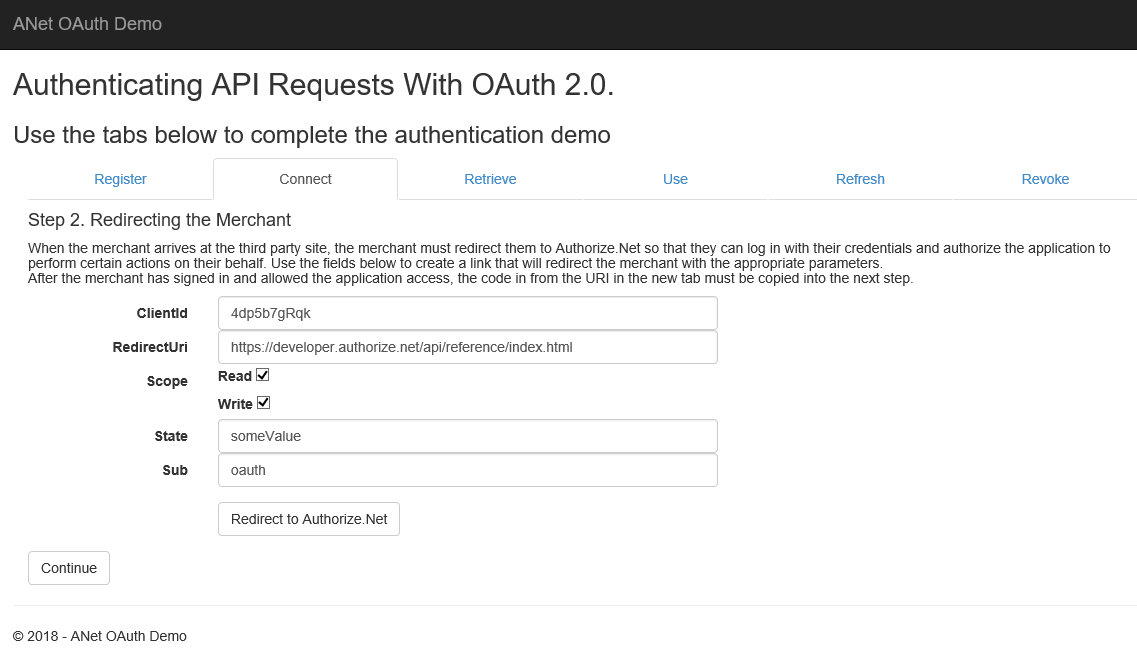 ANet OAuth Demo
Authenticating API Requests With OAuth 2.0.
Use the tabs below to complete the authentication demo
Register Connect Retrieve Use Refresh Revoke
Step 2. Redirecting the Merchant
When the merchant arrives at the third party site, the merchant must redirect them to Authorize.Net so that they can log in with their credentials and authorize the application to
perform certain actions on their behalf. Use the fields below to create a link that will redirect the merchant with the appropriate parameters.
After the merchant has signed in and allowed the application access, the code in from the URI in the new tab must be copied into the next step.
ClientId 4dp5b7gRqk
RedirectUri https://developer.authorize.net/api/reference/index.html
Scope Read
Write
State someValue
Sub oauth
Redirect to Authorize.Net
Continue
© 2018 - ANet OAuth Demo